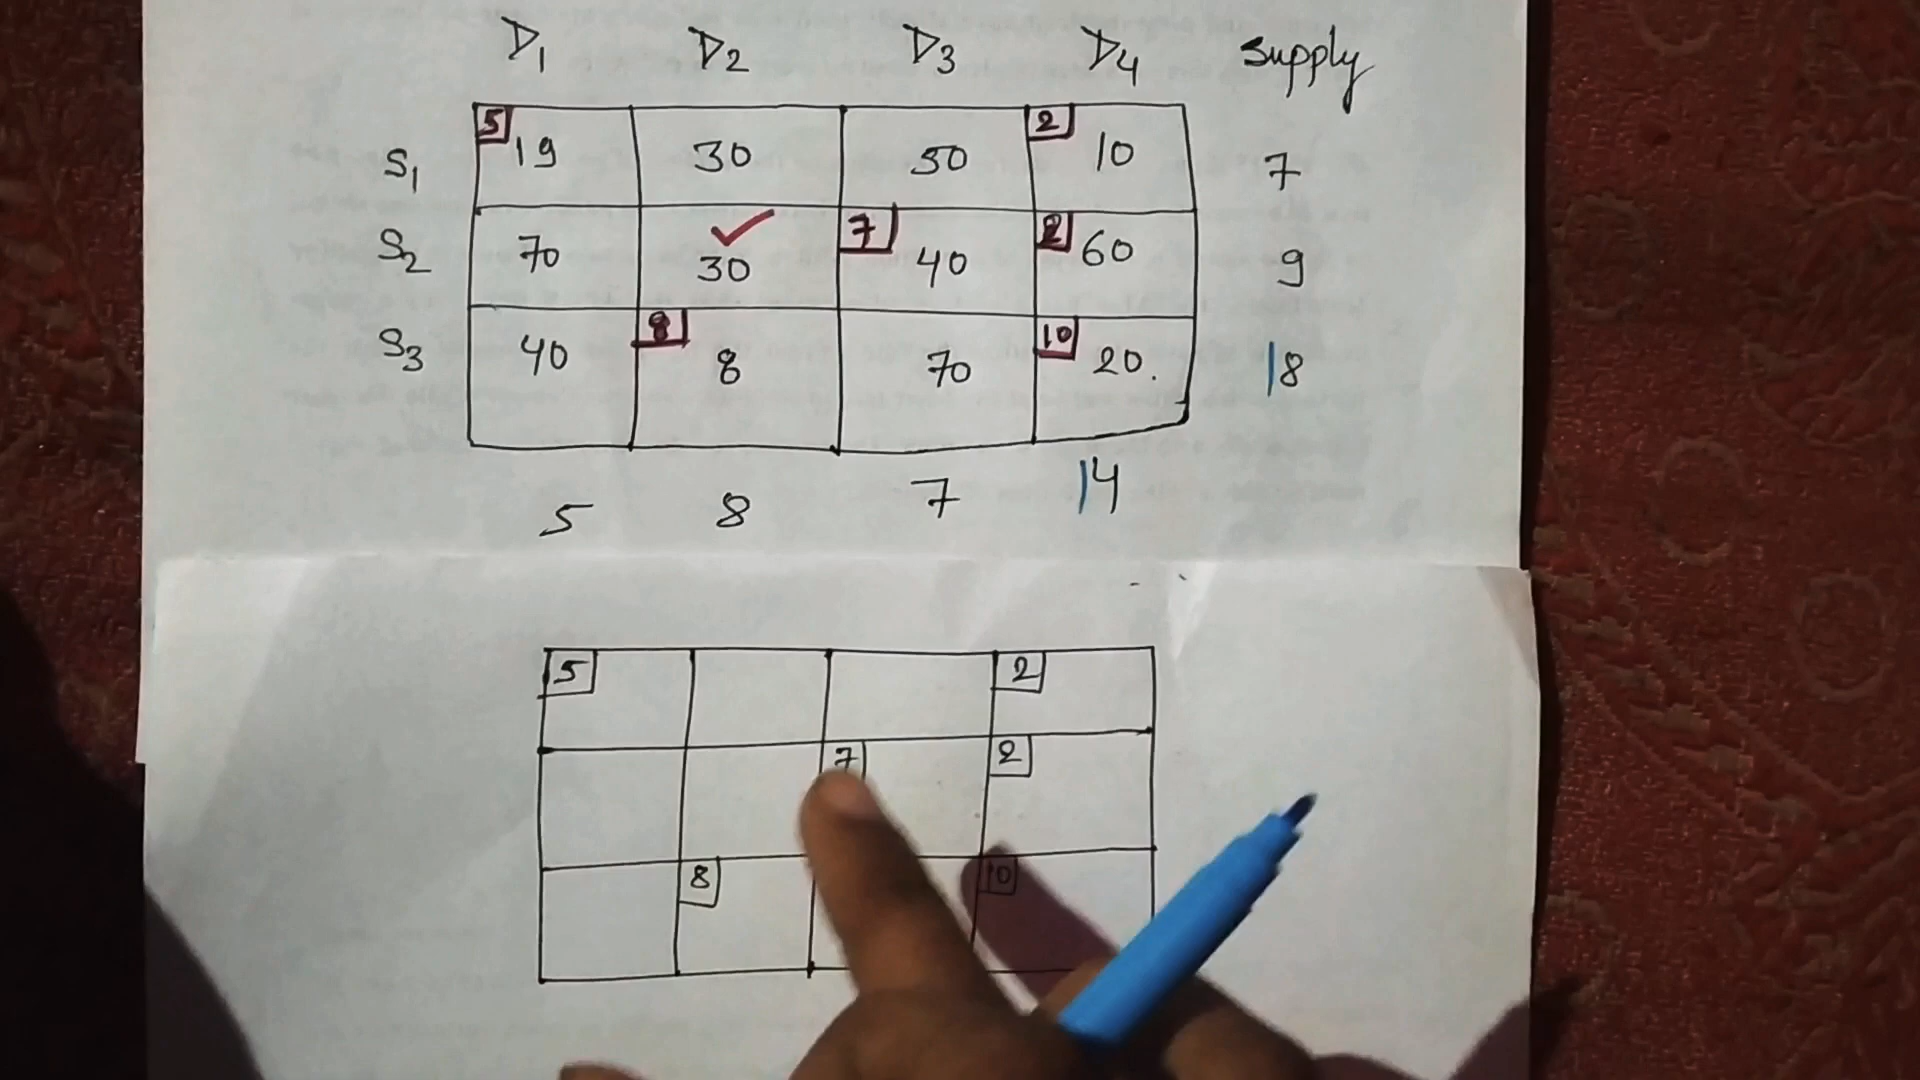 D1 D2 D3 D4 Supply
S1 5 19 30 50 2 10 7
S2 70 ✓ 30 7 40 2 60 9
S3 40 8 8 70 10 20. 18
5 8 7 14
5 2
7 2
8 10